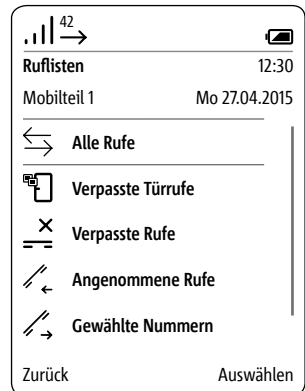 42
Ruflisten 12:30
Mobilteil 1 Mo 27.04.2015
Alle Rufe
Verpasste Türrufe
Verpasste Rufe
Angenommene Rufe
Gewählte Nummern
Zurück Auswählen